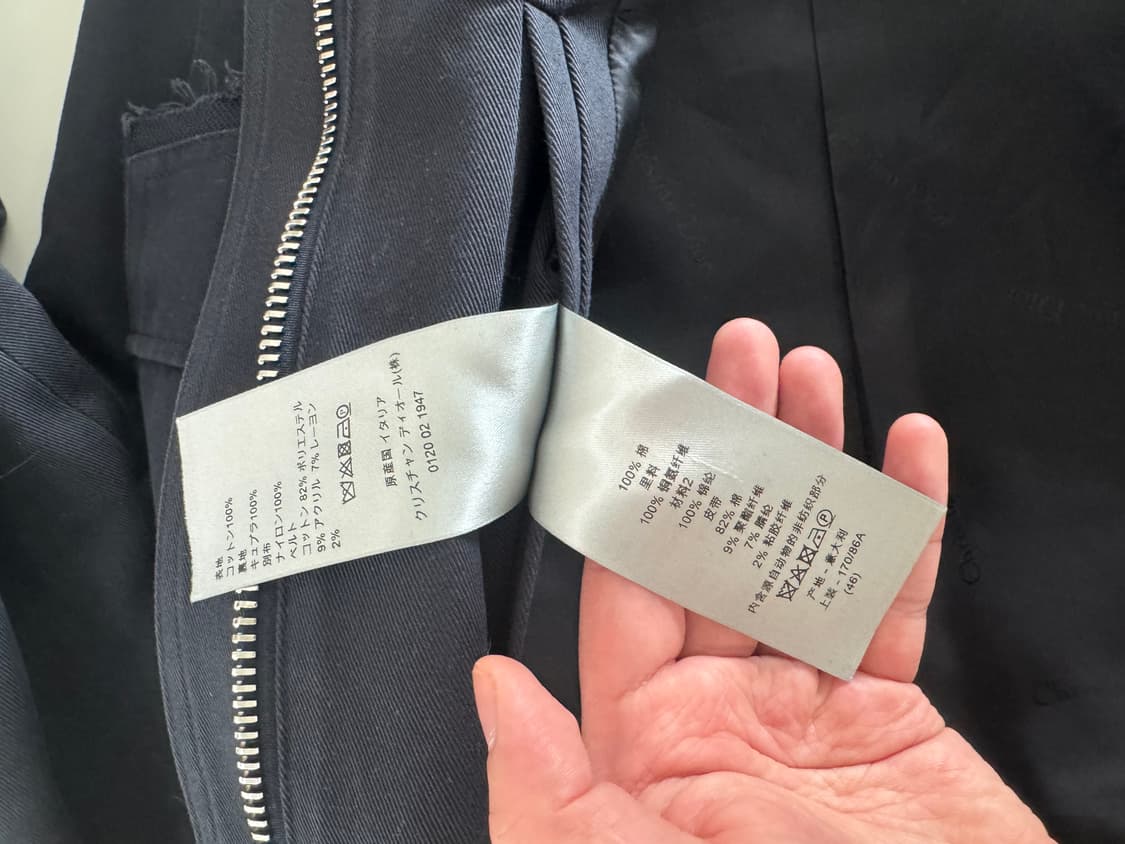 表地
コットン100%
裏地
キュプラ100%
別布
ナイロン100%
ベルト
コットン 82% ポリエステル
9% アクリル 7% レーヨン
2%
原産国 イタリア
クリスチャン ディオール(株)
0120 02 1947
100% 棉
里料
100% 铜氨纤维
材料2
100% 锦纶
皮带
82% 棉
9% 聚酯纤维
7% 腈纶
2% 粘胶纤维
内含源自动物的非纺织部分
产地 - 意大利
上装 - 170/86A
(46)